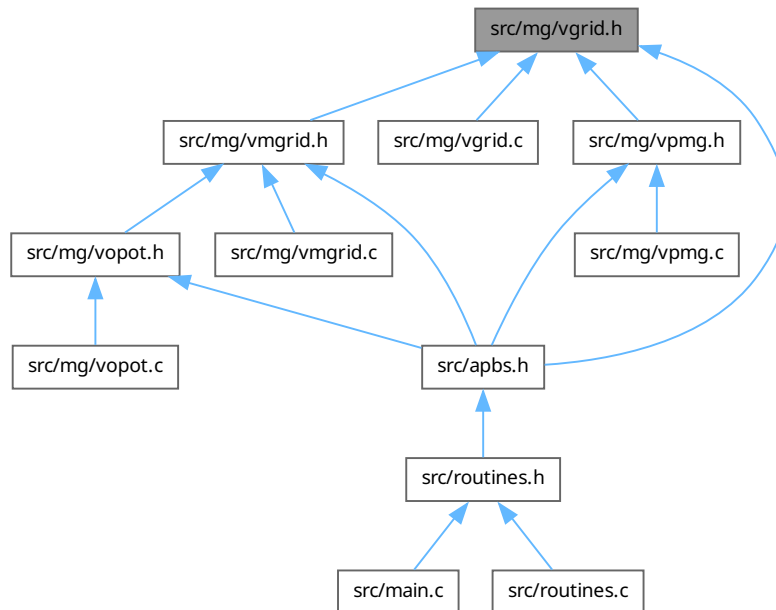 src/mg/vgrid.h
src/mg/vmgrid.h
src/mg/vgrid.c
src/mg/vpmg.h
src/mg/vopot.h
src/mg/vmgrid.c
src/mg/vpmg.c
src/mg/vopot.c
src/apbs.h
src/routines.h
src/main.c
src/routines.c